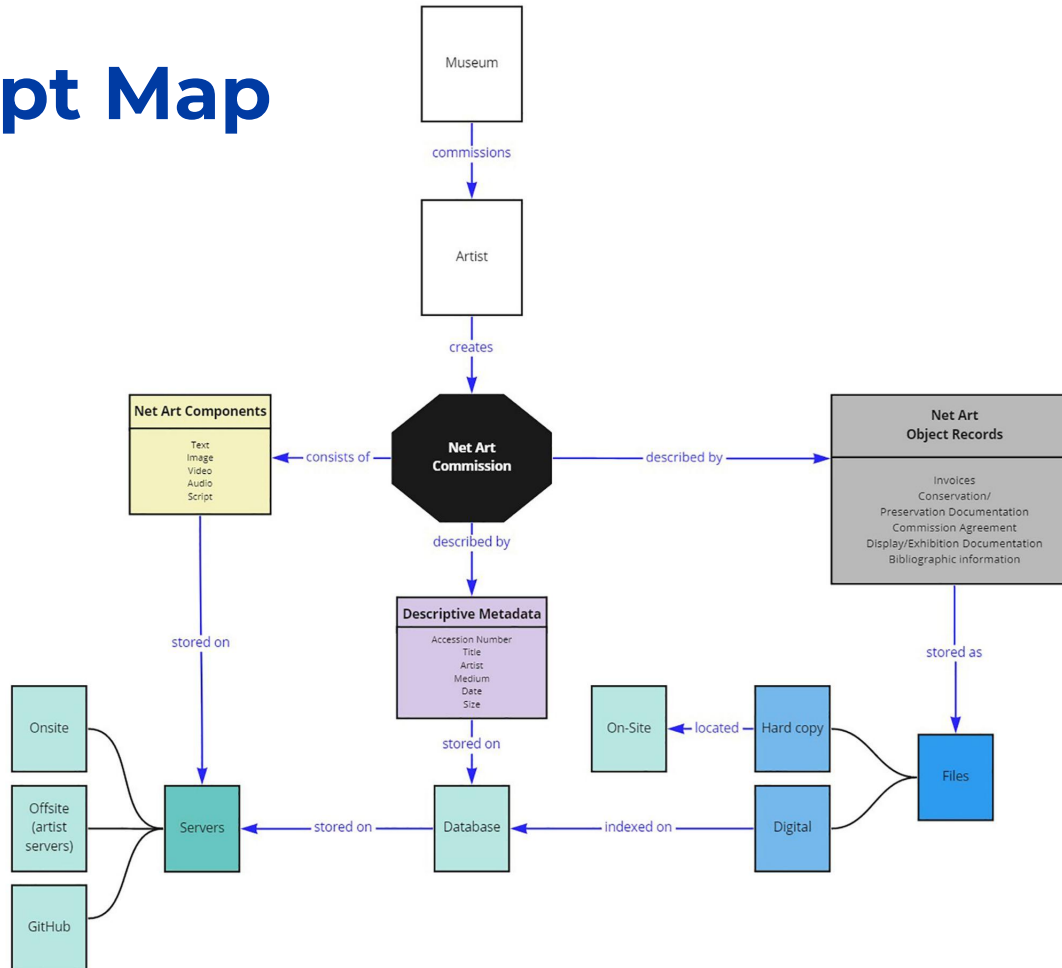 pt Map
Museum
commissions
Artist
creates
Net Art Components
Text
Image
Video
Audio
Script
consists of
Net Art
Commission
described by
Net Art
Object Records
Invoices
Conservation/
Preservation Documentation
Commission Agreement
Display/Exhibition Documentation
Bibliographic information
described by
Descriptive Metadata
Accession Number
Title
Artist
Medium
Date
Size
stored on
stored as
stored on
Onsite
Offsite
(artist
servers)
GitHub
Servers
stored on
Database
indexed on
On-Site
located
Hard copy
Digital
Files